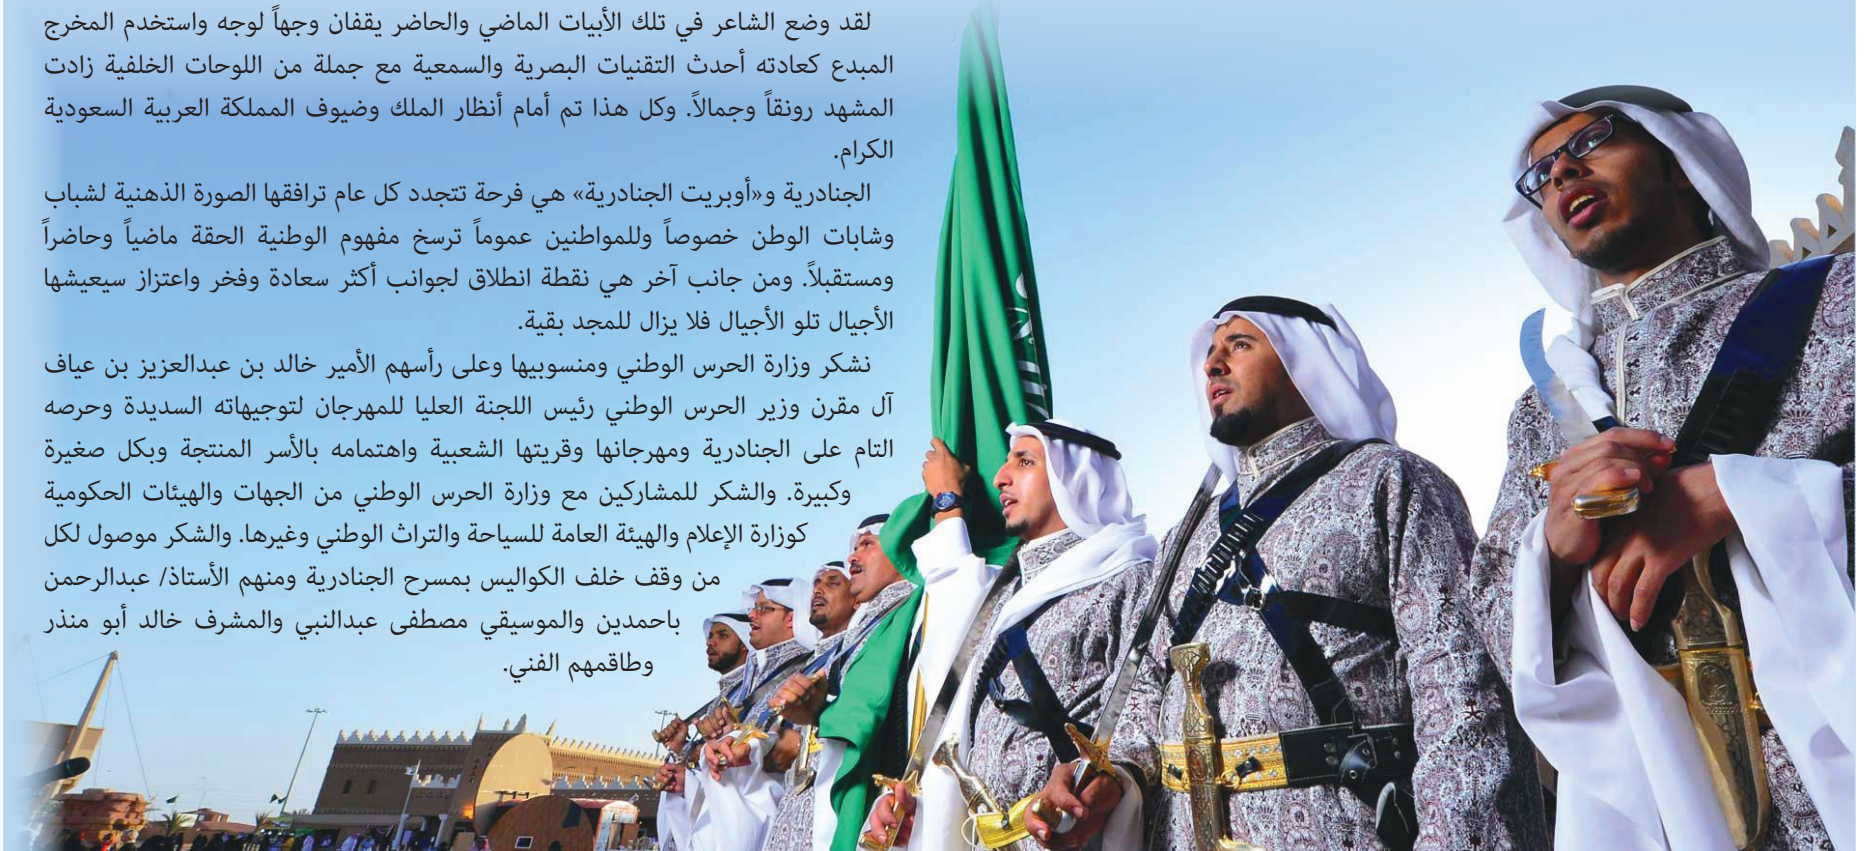 لقد وضع الشاعر في تلك الأبيات الماضي والحاضر يقفان وجهاً لوجه واستخدم المخرج
المبدع كعادته أحدث التقنيات البصرية والسمعية مع جملة من اللوحات الخلفية زادت
المشهد رونقاً وجمالاً. وكل هذا تم أمام أنظار الملك وضيوف المملكة العربية السعودية
الكرام.
الجنادرية و«أوبريت الجنادرية» هي فرحة تتجدد كل عام ترافقها الصورة الذهنية لشباب
وشابات الوطن خصوصاً وللمواطنين عموماً ترسخ مفهوم الوطنية الحقة ماضياً وحاضراً
ومستقبلاً. ومن جانب آخر هي نقطة انطلاق لجوانب أكثر سعادة وفخر واعتزاز سيعيشها
الأجيال تلو الأجيال فلا يزال للمجد بقية.
نشكر وزارة الحرس الوطني ومنسوبيها وعلى رأسهم الأمير خالد بن عبدالعزيز بن عياف
آل مقرن وزير الحرس الوطني رئيس اللجنة العليا للمهرجان لتوجيهاته السديدة وحرصه
التام على الجنادرية ومهرجانها وقريتها الشعبية واهتمامه بالأسر المنتجة وبكل صغيرة
وكبيرة. والشكر للمشاركين مع وزارة الحرس الوطني من الجهات والهيئات الحكومية
كوزارة الإعلام والهيئة العامة للسياحة والتراث الوطني وغيرها. والشكر موصول لكل
من وقف خلف الكواليس بمسرح الجنادرية ومنهم الأستاذ/ عبدالرحمن
باحمدين والموسيقي مصطفى عبدالنبي والمشرف خالد أبو منذر
وطاقمهم الفني.